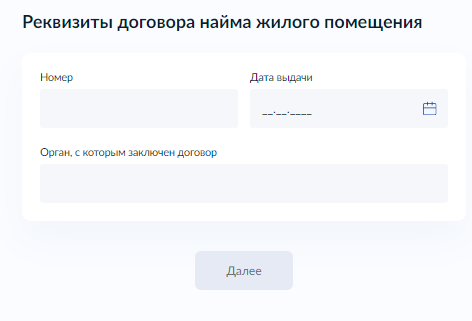 Реквизиты договора найма жилого помещения
Номер
Дата выдачи
__.__.____
Орган, с которым заключен договор
Далее